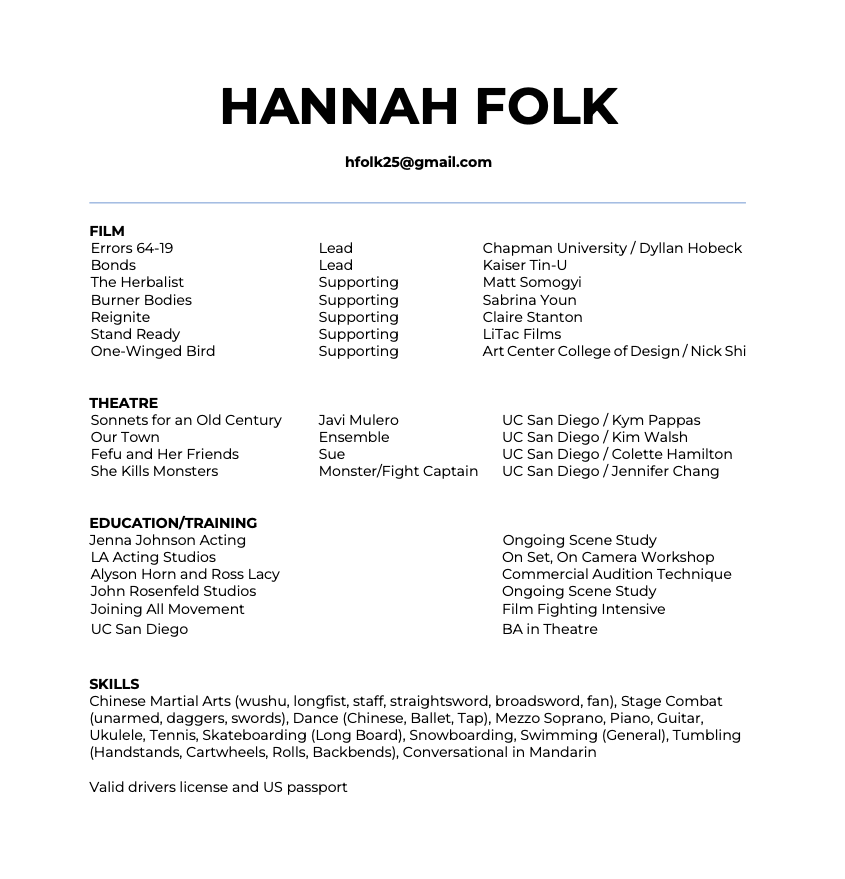 HANNAH FOLK
hfolk25@gmail.com
FILM
Errors 64-19 Lead Chapman University / Dyllan Hobeck
Bonds Lead Kaiser Tin-U
The Herbalist Supporting Matt Somogyi
Burner Bodies Supporting Sabrina Youn
Reignite Supporting Claire Stanton
Stand Ready Supporting LiTac Films
One-Winged Bird Supporting Art Center College of Design / Nick Shi
THEATRE
Sonnets for an Old Century Javi Mulero UC San Diego / Kym Pappas
Our Town Ensemble UC San Diego / Kim Walsh
Fefu and Her Friends Sue UC San Diego / Colette Hamilton
She Kills Monsters Monster/Fight Captain UC San Diego / Jennifer Chang
EDUCATION/TRAINING
Jenna Johnson Acting Ongoing Scene Study
LA Acting Studios On Set, On Camera Workshop
Alyson Horn and Ross Lacy Commercial Audition Technique
John Rosenfeld Studios Ongoing Scene Study
Joining All Movement Film Fighting Intensive
UC San Diego BA in Theatre
SKILLS
Chinese Martial Arts (wushu, longfist, staff, straightsword, broadsword, fan), Stage Combat
(unarmed, daggers, swords), Dance (Chinese, Ballet, Tap), Mezzo Soprano, Piano, Guitar,
Ukulele, Tennis, Skateboarding (Long Board), Snowboarding, Swimming (General), Tumbling
(Handstands, Cartwheels, Rolls, Backbends), Conversational in Mandarin
Valid drivers license and US passport